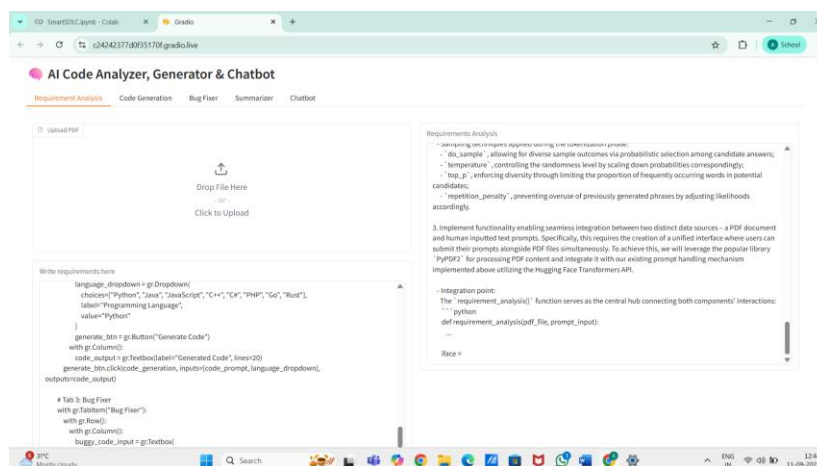 SmartSDLC.ipynb - Colab
Gradio
c24242377d0f35170f.gradio.live
School
AI Code Analyzer, Generator & Chatbot
Requirement Analysis Code Generation Bug Fixer Summarizer Chatbot
Upload PDF
Drop File Here
- or -
Click to Upload
Write requirements here
language_dropdown = gr.Dropdown(
choices=["Python", "Java", "JavaScript", "C++", "C#", "PHP", "Go", "Rust"],
label="Programming Language",
value="Python"
)
generate_btn = gr.Button("Generate Code")
with gr.Column():
code_output = gr.Textbox(label="Generated Code", lines=20)
generate_btn.click(code_generation, inputs=[code_prompt, language_dropdown],
outputs=code_output)
# Tab 3: Bug Fixer
with gr.TabItem("Bug Fixer"):
with gr.Row():
with gr.Column():
buggy_code_input = gr.Textbox(
Requirements Analysis
- Sampling techniques applied during the tokenization phase:
- `do_sample`, allowing for diverse sample outcomes via probabilistic selection among candidate answers;
- `temperature`, controlling the randomness level by scaling down probabilities correspondingly;
- `top_p`, enforcing diversity through limiting the proportion of frequently occurring words in potential
candidates;
- `repetition_penalty`, preventing overuse of previously generated phrases by adjusting likelihoods
accordingly.
3. Implement functionality enabling seamless integration between two distinct data sources – a PDF document
and human inputted text prompts. Specifically, this requires the creation of a unified interface where users can
submit their prompts alongside PDF files simultaneously. To achieve this, we will leverage the popular library
`PyPDF2` for processing PDF content and integrate it with our existing prompt handling mechanism
implemented above utilizing the Hugging Face Transformers API.
- Integration point:
The `requirement_analysis()` function serves as the central hub connecting both components' interactions:
```python
def requirement_analysis(pdf_file, prompt_input):
...
iface =
31°C
Mostly cloudy
Search
ENG
IN